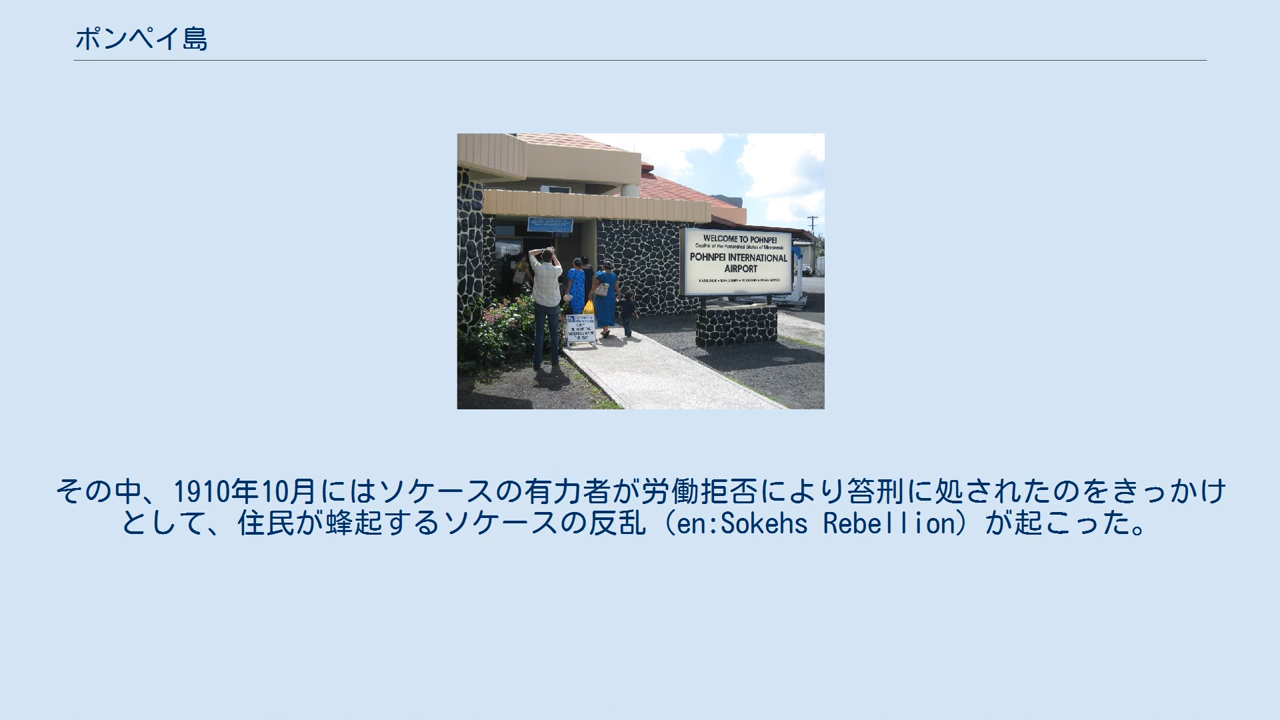 ポンペイ島
WELCOME TO POHNPEI
Capital of the Federated States of Micronesia
POHNPEI INTERNATIONAL
AIRPORT
その中、1910年10月にはソケースの有力者が労働拒否により笞刑に処されたのをきっかけ
として、住民が蜂起するソケースの反乱（en:Sokehs Rebellion）が起こった。